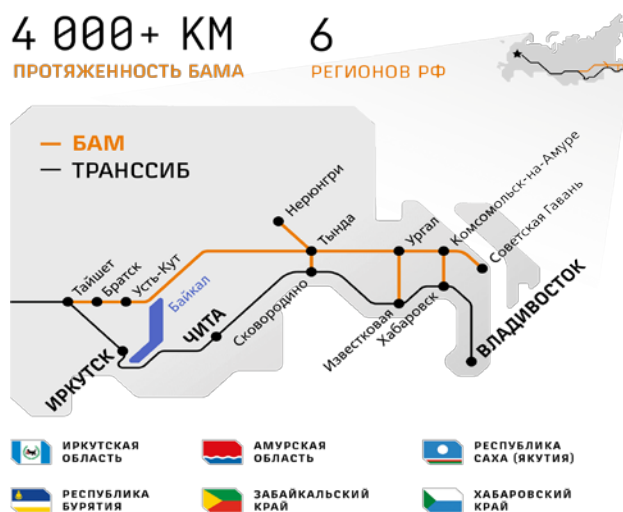 4 000+ КМ
ПРОТЯЖЕННОСТЬ БАМА
6
РЕГИОНОВ РФ
БАМ
ТРАНССИБ
Нерюнгри
Тында
Ургал
Комсомольск-на-Амуре
Советская Гавань
Тайшет
Братск
Усть-Кут
Байкал
ИРКУТСК
ЧИТА
Сковородино
Известковая
Хабаровск
ВЛАДИВОСТОК
ИРКУТСКАЯ
ОБЛАСТЬ
АМУРСКАЯ
ОБЛАСТЬ
РЕСПУБЛИКА
САХА (ЯКУТИЯ)
РЕСПУБЛИКА
БУРЯТИЯ
ЗАБАЙКАЛЬСКИЙ
КРАЙ
ХАБАРОВСКИЙ
КРАЙ